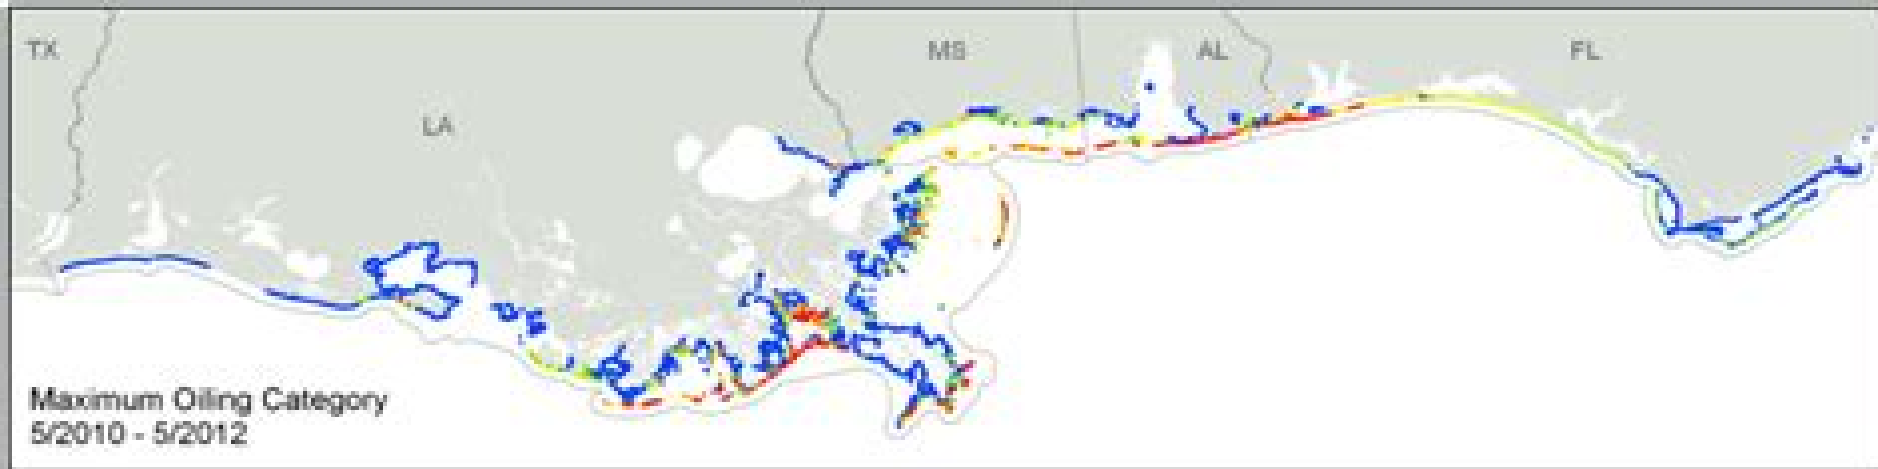 TX
MS
AL
FL
LA
Maximum Oiling Category
5/2010 - 5/2012